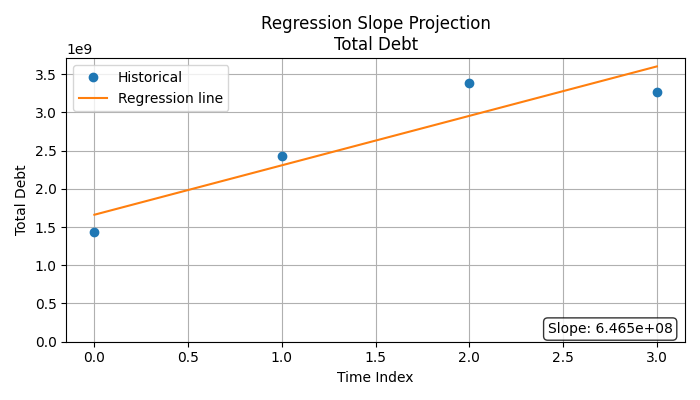 Regression Slope Projection
Total Debt
1e9
Historical
Regression line
3.5
3.0
2.5
2.0
1.5
1.0
0.5
0.0
Total Debt
Slope: 6.465e+08
0.0 0.5 1.0 1.5 2.0 2.5 3.0
Time Index